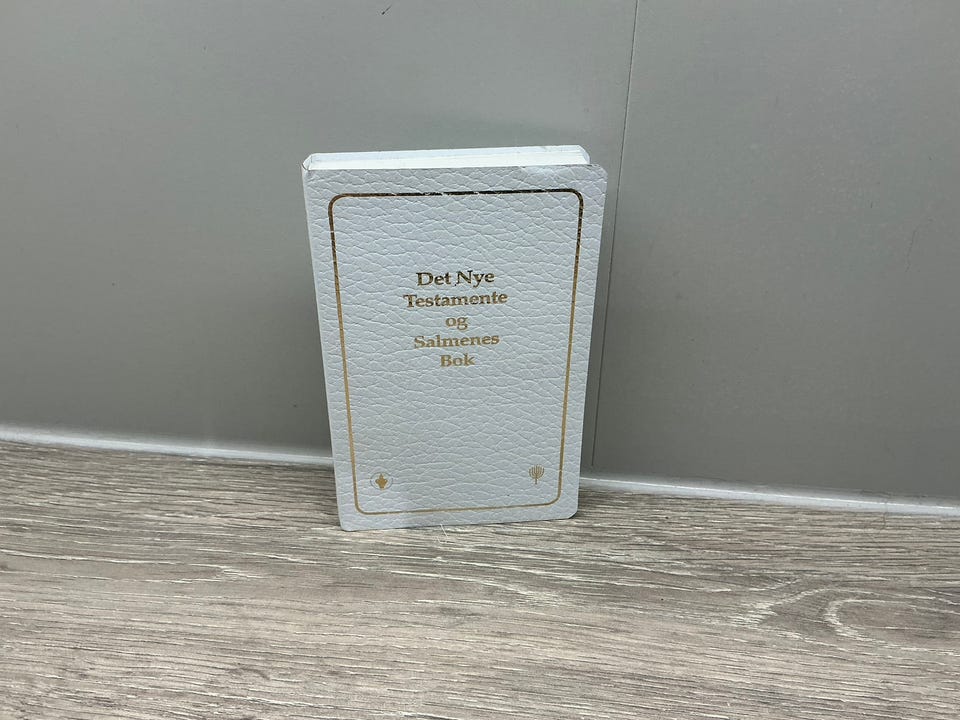 Det Nye
Testamente
og
Salmenes
Bok